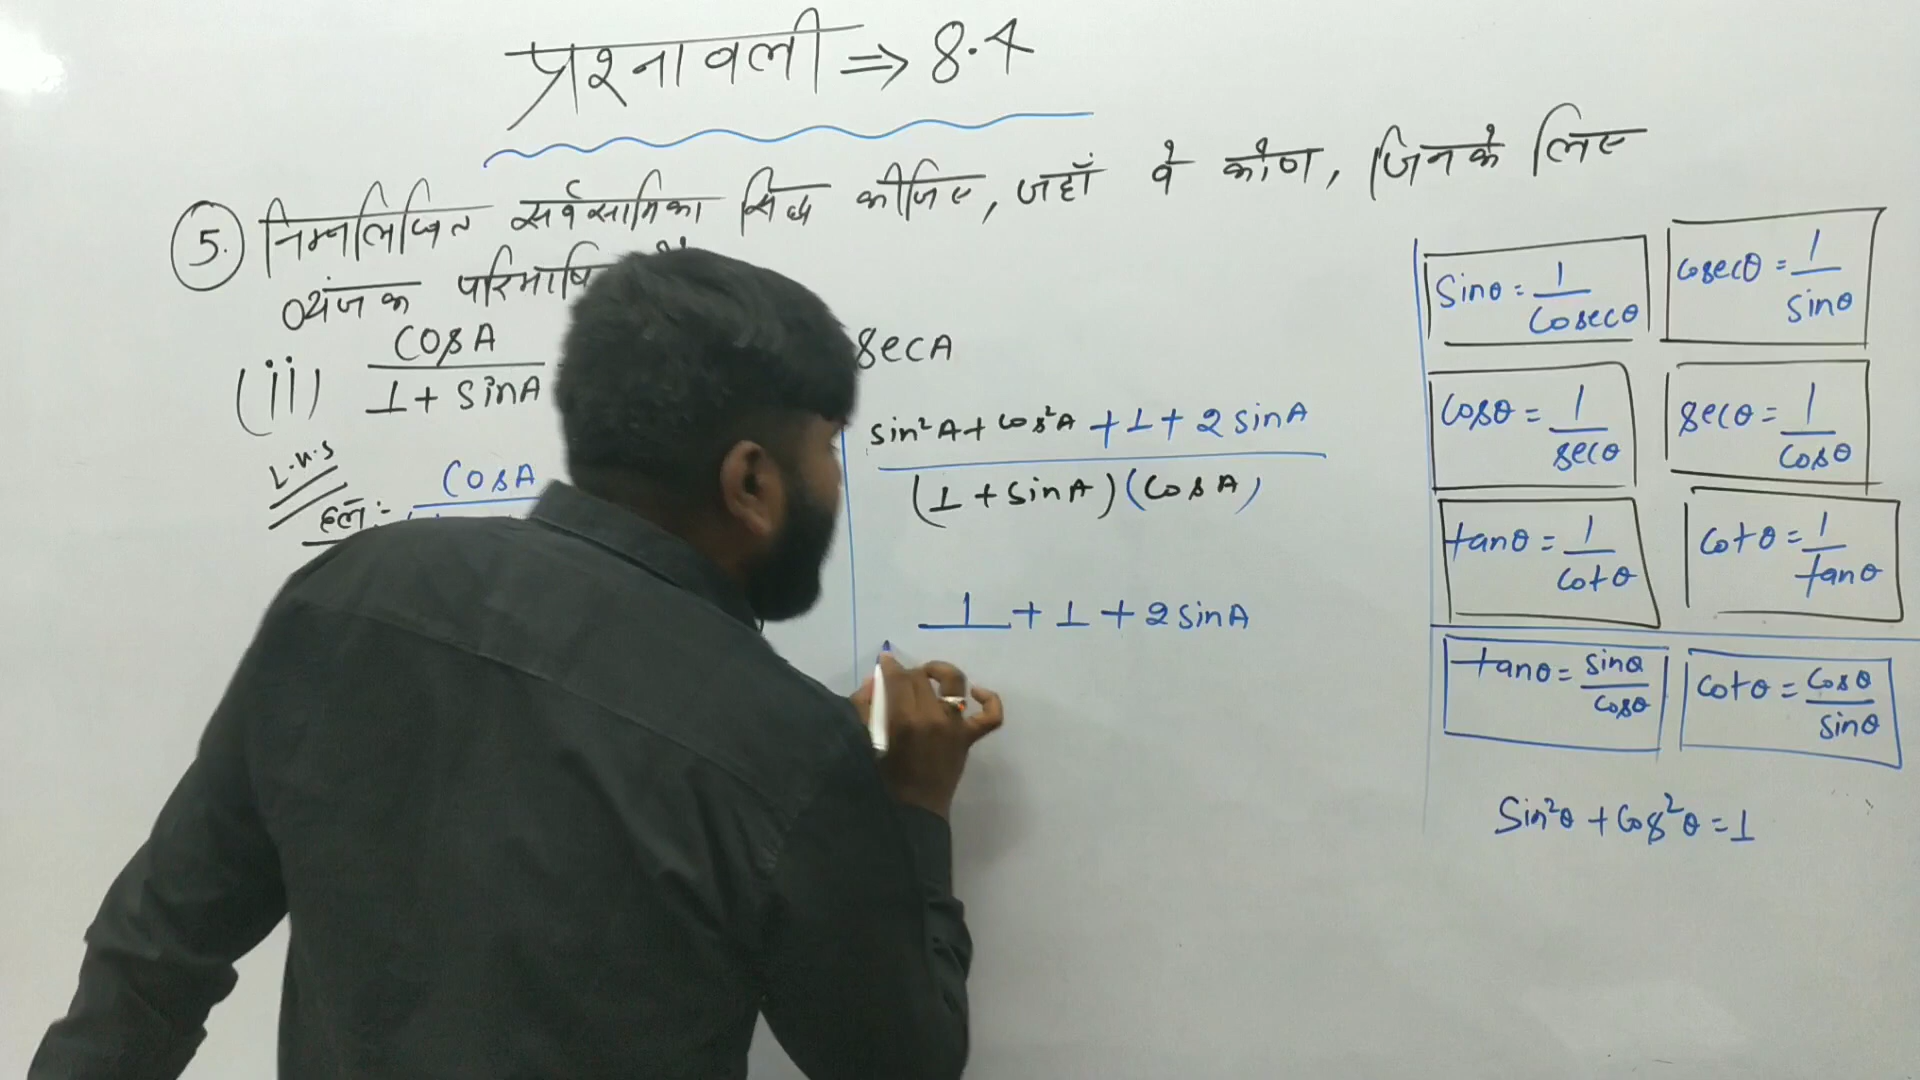 प्रश्नावली ⇒ 8.4
5. निम्नलिखित सर्वसामिका सिद्ध कीजिए, जहाँ वे कोण, जिनके लिए
व्यंजक
(ii) cosA / 1 + sinA
secA
L.H.S
हल :- cosA
sin²A + cos²A + 1 + 2 sinA / (1 + sinA) (cosA)
1 + 1 + 2 sinA
sinθ = 1 / cosecθ
cosecθ = 1 / sinθ
cosθ = 1 / secθ
secθ = 1 / cosθ
tanθ = 1 / cotθ
cotθ = 1 / tanθ
tanθ = sinθ / cosθ
cotθ = cosθ / sinθ
Sin²θ + cos²θ = 1